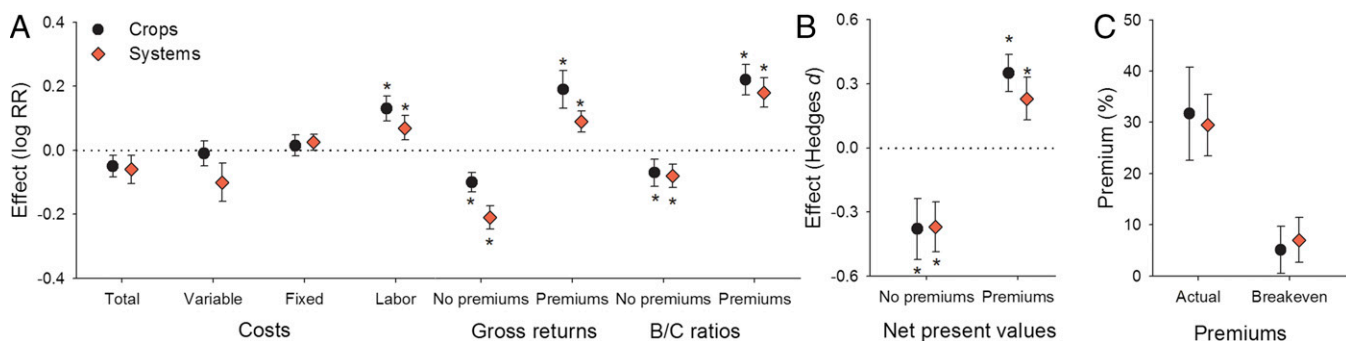 A
Effect (log RR)
0.4
0.2
0.0
-0.2
-0.4
Crops
Systems
* * * * * *
* * * *
Total Variable Fixed Labor No premiums Premiums No premiums Premiums
Costs Gross returns B/C ratios
B
Effect (Hedges d)
0.6
0.3
0.0
-0.3
-0.6
* *
* *
No premiums Premiums
Net present values
C
Premium (%)
50
40
30
20
10
0
Actual Breakeven
Premiums